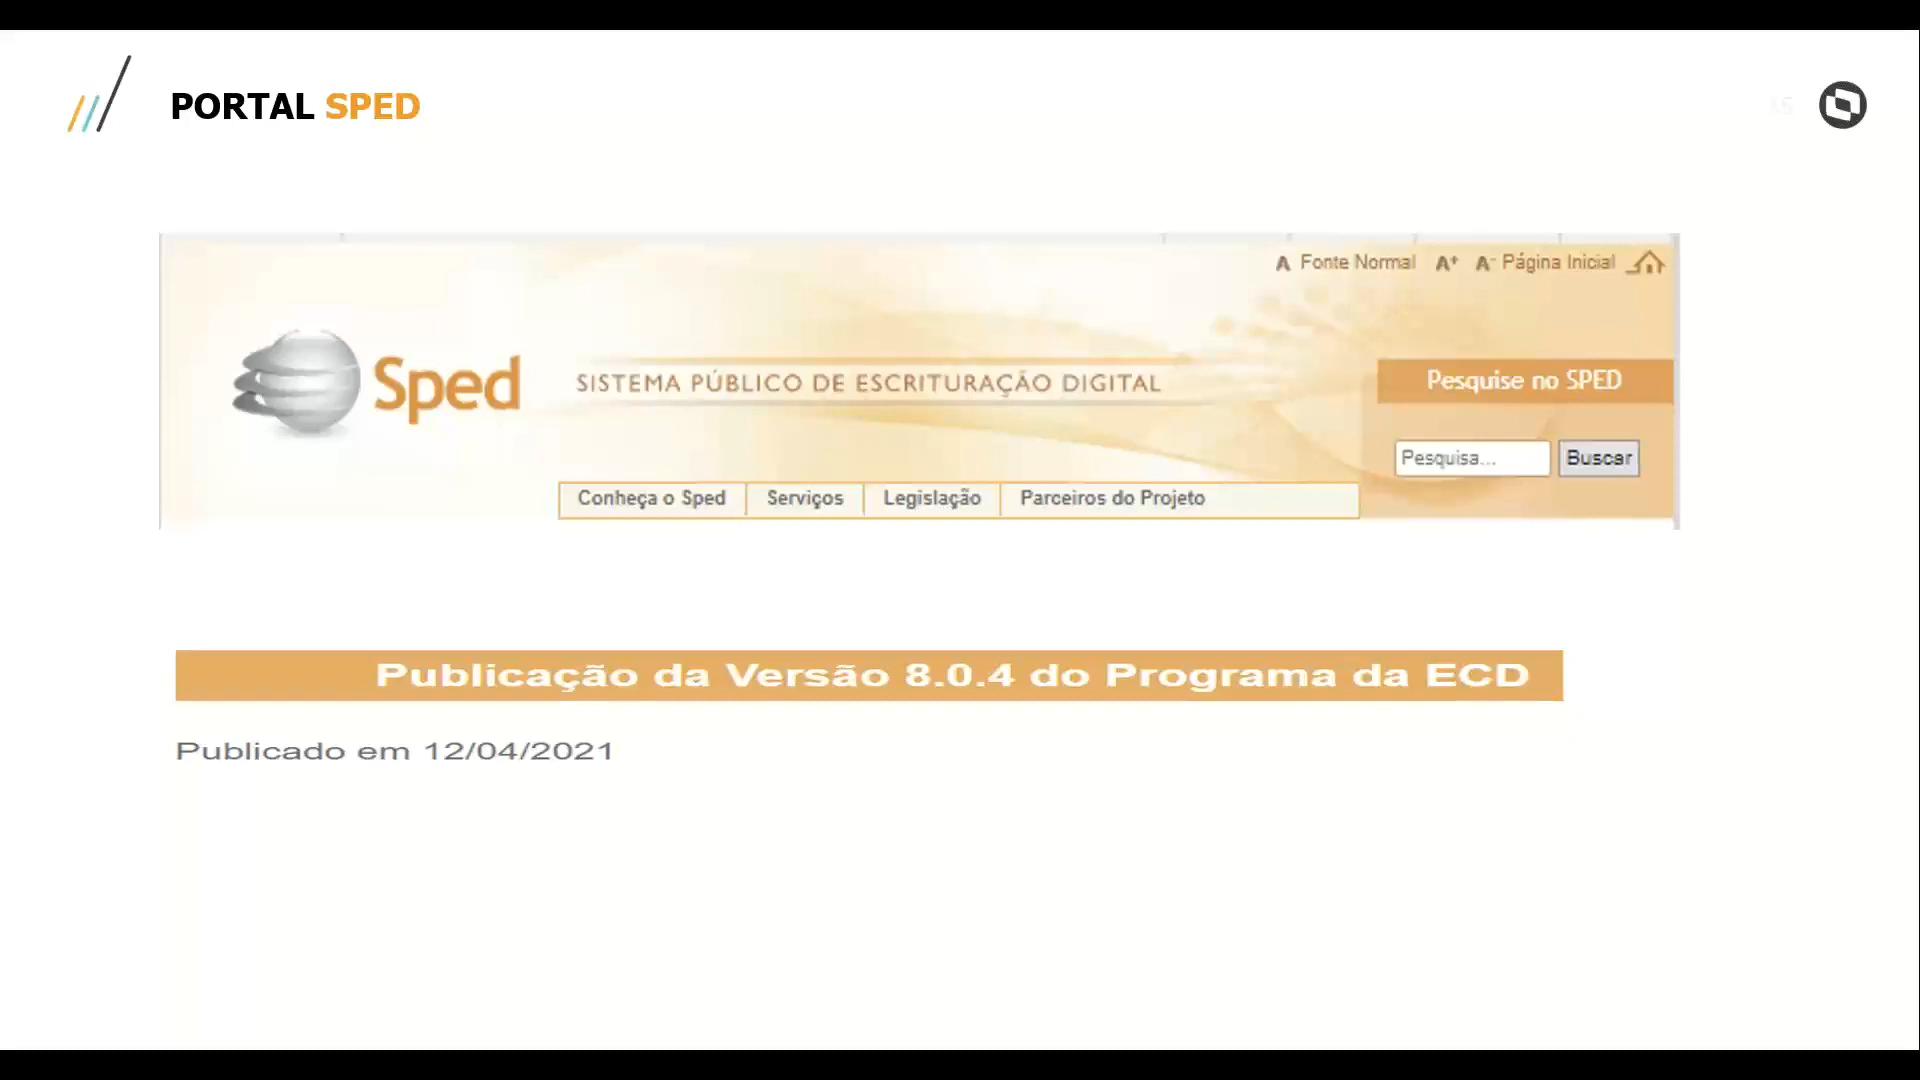 PORTAL SPED
15
A Fonte Normal A+ A- Página Inicial
Sped
SISTEMA PÚBLICO DE ESCRITURAÇÃO DIGITAL
Pesquise no SPED
Pesquisa... Buscar
Conheça o Sped Serviços Legislação Parceiros do Projeto
Publicação da Versão 8.0.4 do Programa da ECD
Publicado em 12/04/2021